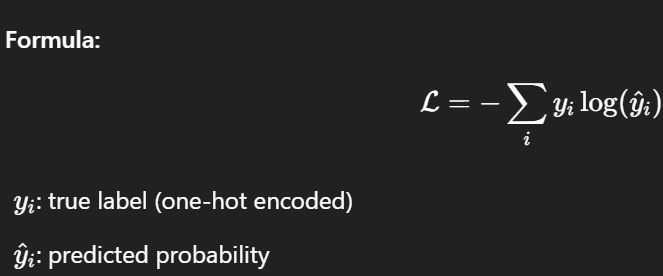 Formula:
ℒ = − ∑ᵢ yᵢ log(ŷᵢ)
yᵢ: true label (one-hot encoded)
ŷᵢ: predicted probability